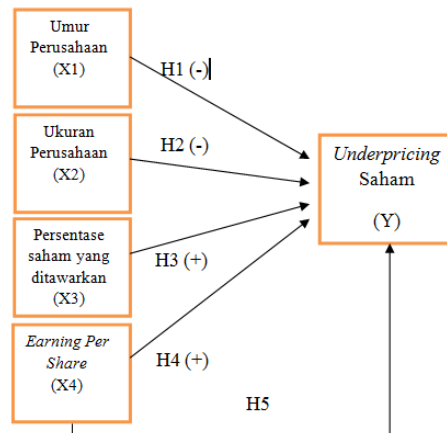 Umur
Perusahaan
(X1)
H1 (-)
Ukuran
Perusahaan
(X2)
H2 (-)
Underpricing
Saham
(Y)
Persentase
saham yang
ditawarkan
(X3)
H3 (+)
Earning Per
Share
(X4)
H4 (+)
H5